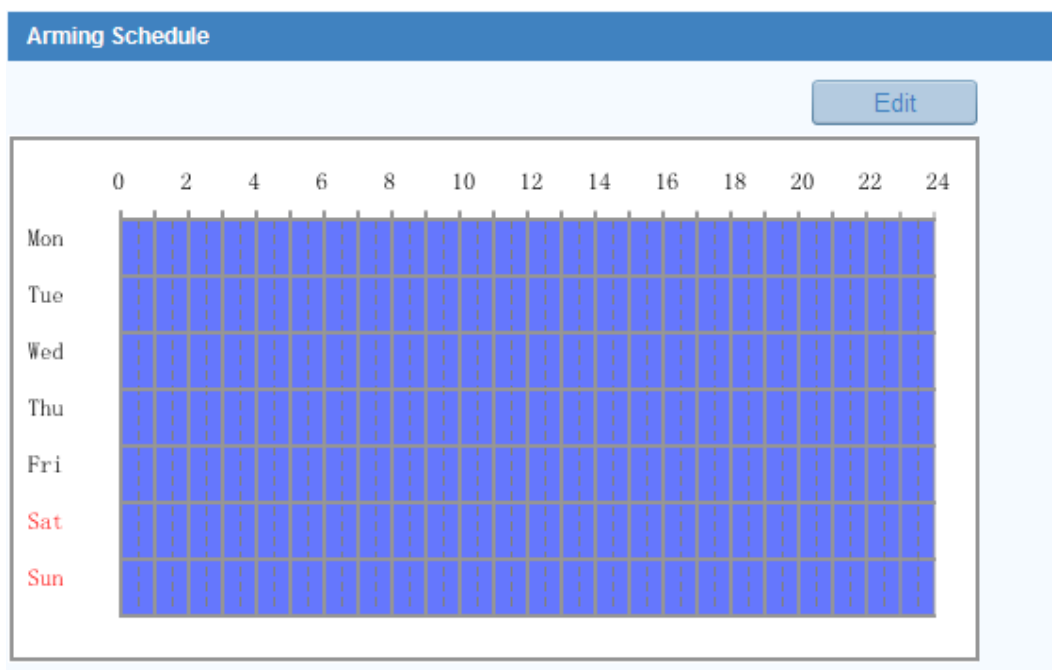 Arming Schedule
Edit
0 2 4 6 8 10 12 14 16 18 20 22 24
Mon
Tue
Wed
Thu
Fri
Sat
Sun